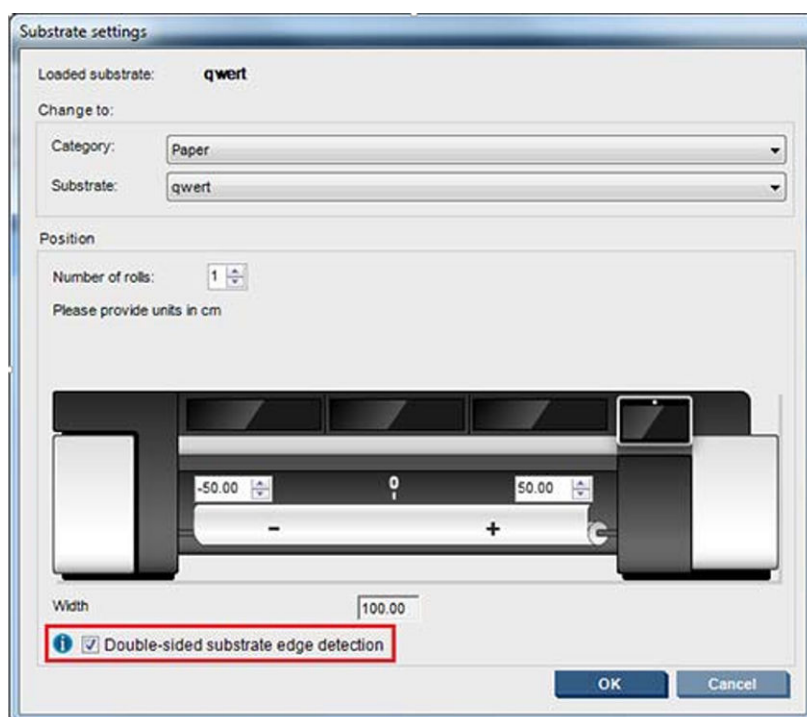 Substrate settings
Loaded substrate: qwert
Change to:
Category: Paper
Substrate: qwert
Position
Number of rolls: 1
Please provide units in cm
-50.00 0 50.00
- +
Width 100.00
Double-sided substrate edge detection
OK Cancel